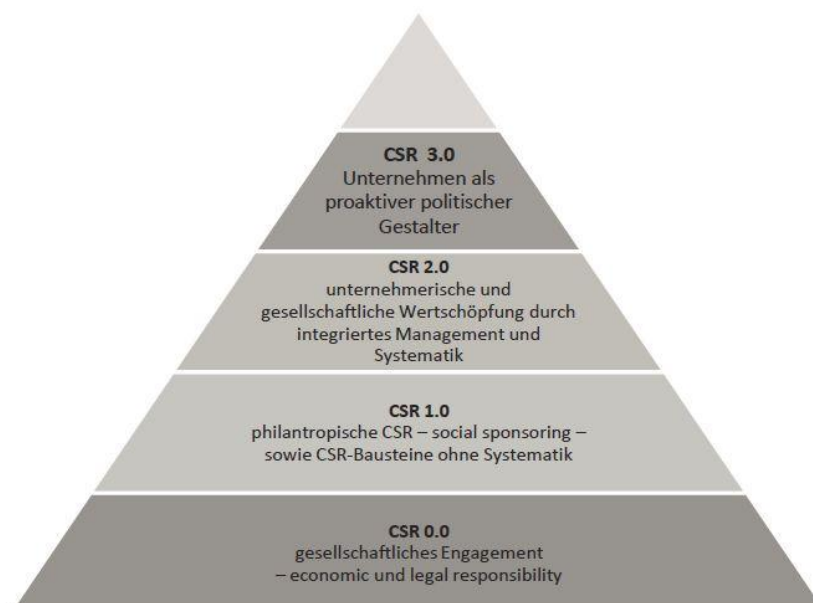 CSR 3.0
Unternehmen als
proaktiver politischer
Gestalter
CSR 2.0
unternehmerische und
gesellschaftliche Wertschöpfung durch
integriertes Management und
Systematik
CSR 1.0
philantropische CSR – social sponsoring –
sowie CSR-Bausteine ohne Systematik
CSR 0.0
gesellschaftliches Engagement
– economic und legal responsibility